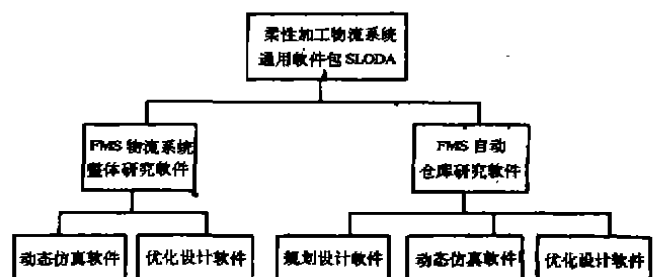 柔性加工物流系统
通用软件包 SLODA
FMS 物流系统
整体研究软件
FMS 自动
仓库研究软件
动态仿真软件
优化设计软件
规划设计软件
动态仿真软件
优化设计软件